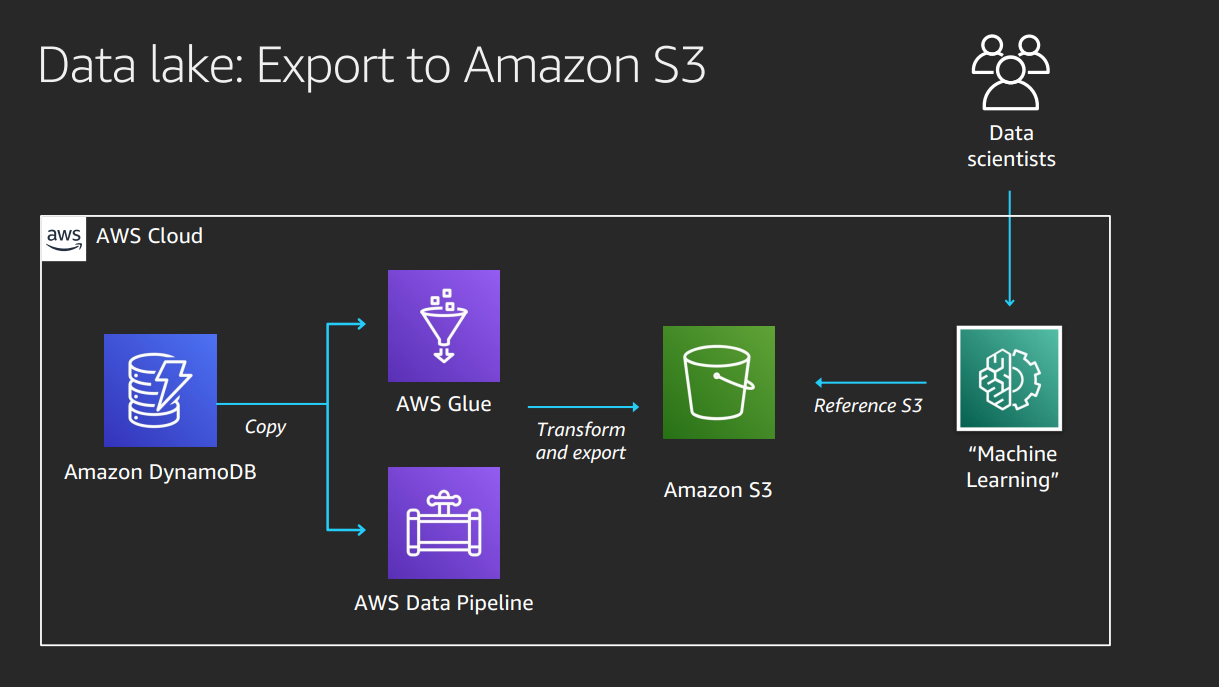 Data lake: Export to Amazon S3
Data
scientists
aws
AWS Cloud
Amazon DynamoDB
Copy
AWS Glue
AWS Data Pipeline
Transform
and export
Amazon S3
Reference S3
“Machine
Learning”